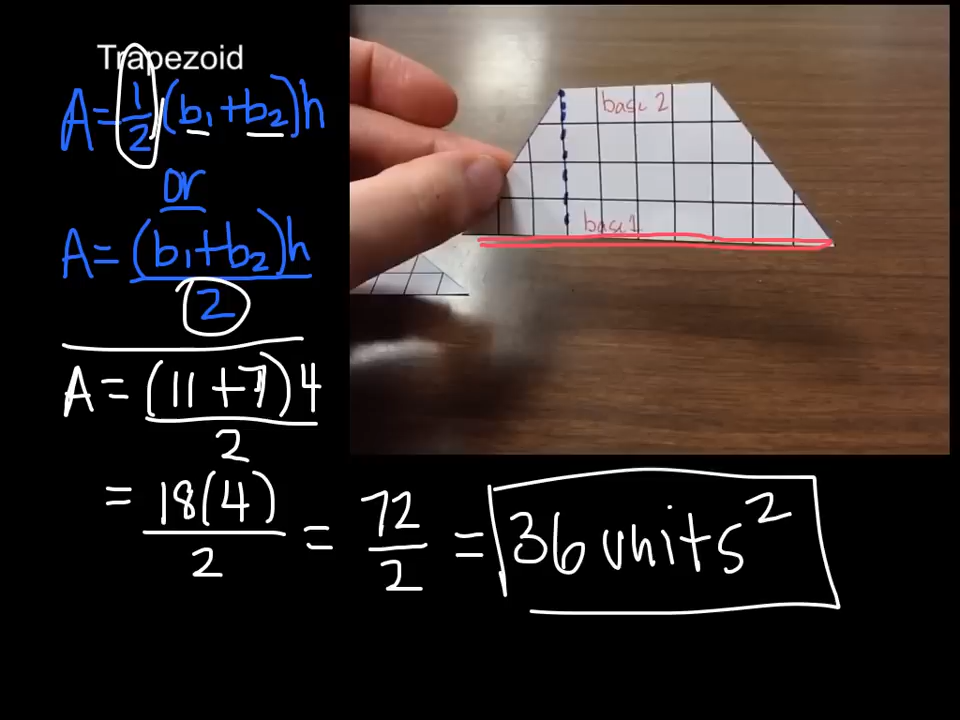 Trapezoid
A = 1/2 (b₁ + b₂)h
or
A = (b₁ + b₂)h / 2
A = (11 + 7)4 / 2
= 18(4) / 2 = 72 / 2 = 36 units²
base 2
base 1